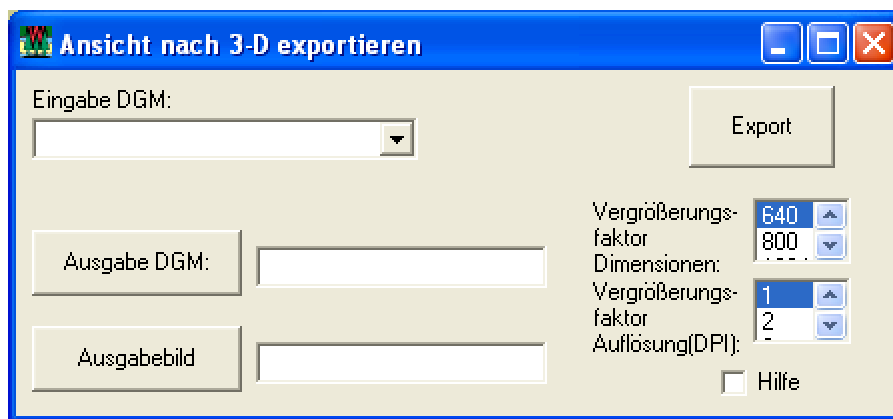 Ansicht nach 3-D exportieren
Eingabe DGM:
Export
Vergrößerungs-
faktor
Dimensionen:
640
800
Ausgabe DGM:
Vergrößerungs-
faktor
Auflösung(DPI):
1
2
Ausgabebild
Hilfe